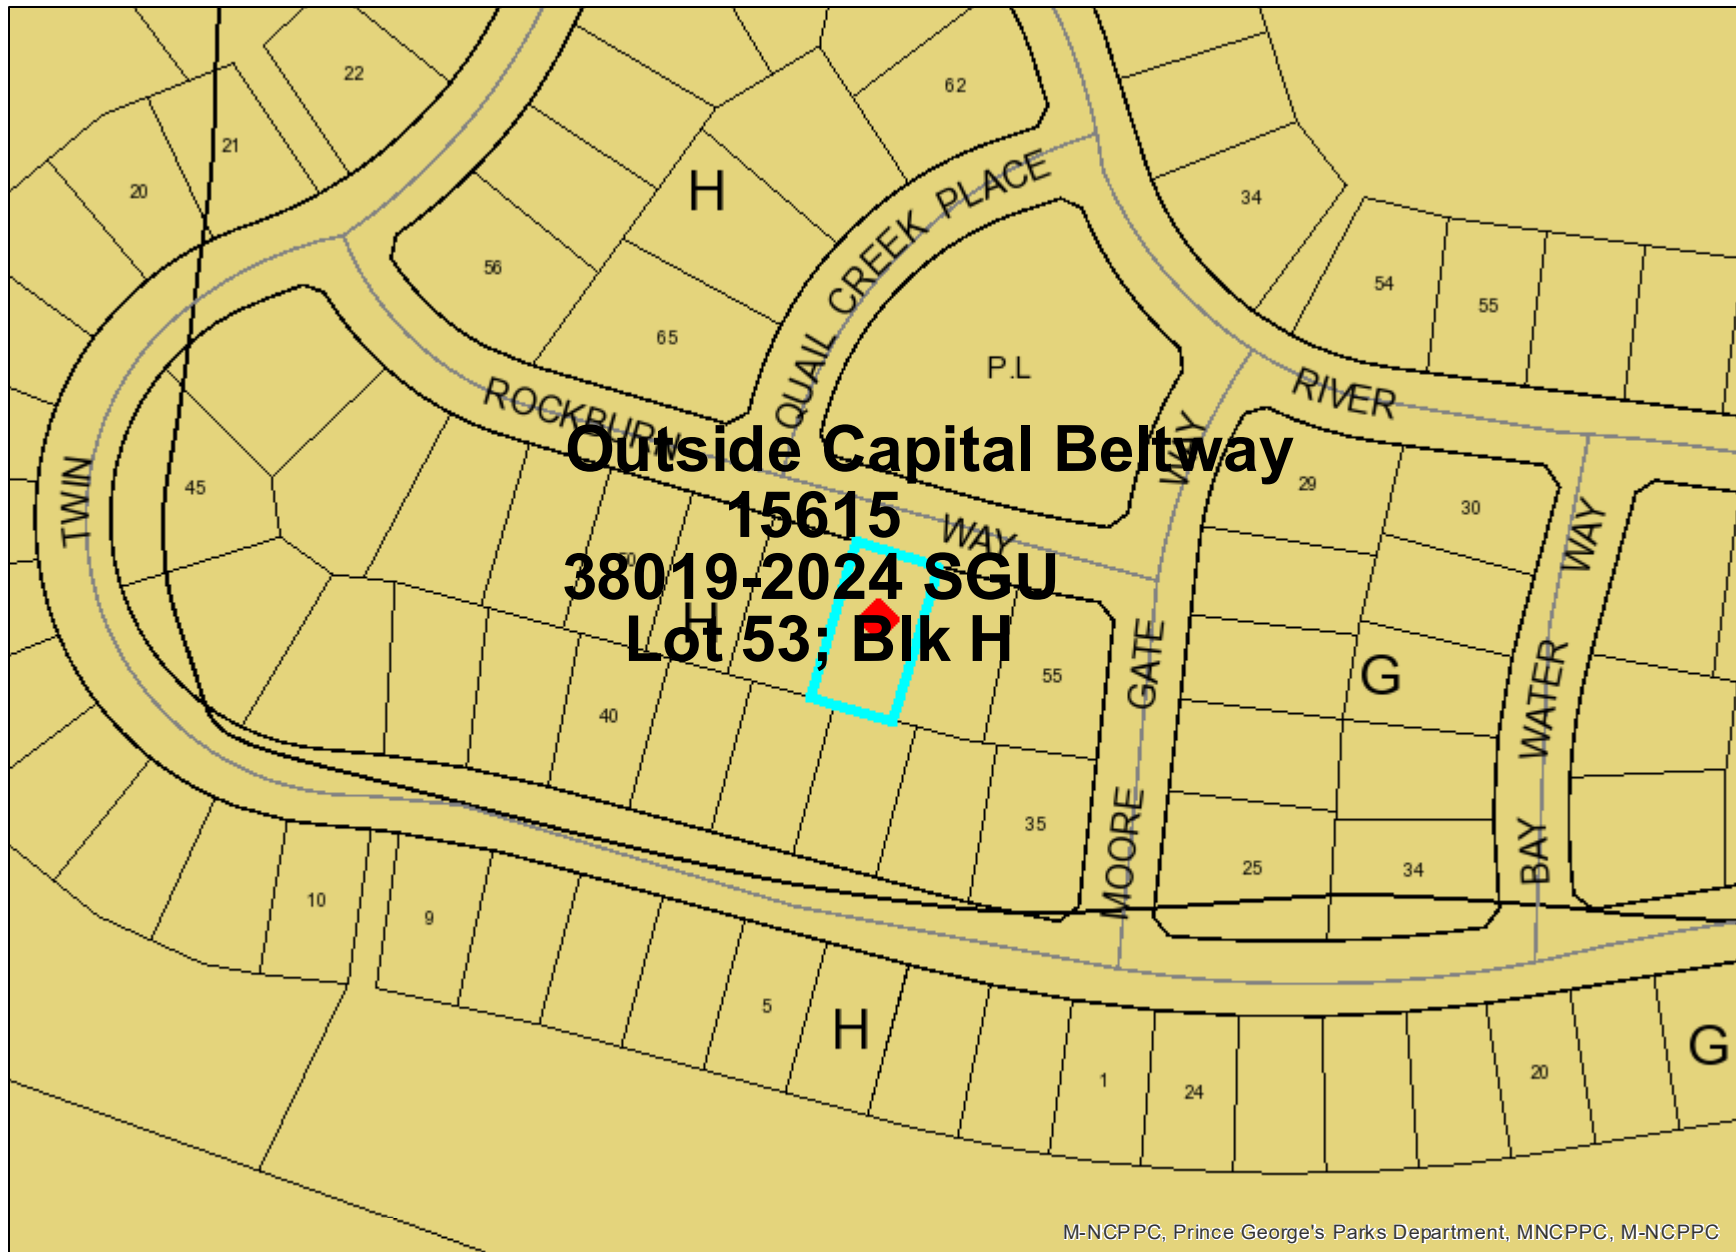 22
62
21
20
H
34
QUAIL CREEK PLACE
56
54
55
65
P.L
ROCKBURN
RIVER
Outside Capital Beltway
WAY
TWIN
45
29
30
15615
WAY
WAY
50
38019-2024 SGU
H
Lot 53; Blk H
55
GATE
G
WATER
40
35
MOORE
BAY
25
34
10
9
5
H
1
24
20
G
M-NCPPC, Prince George's Parks Department, MNCPPC, M-NCPPC